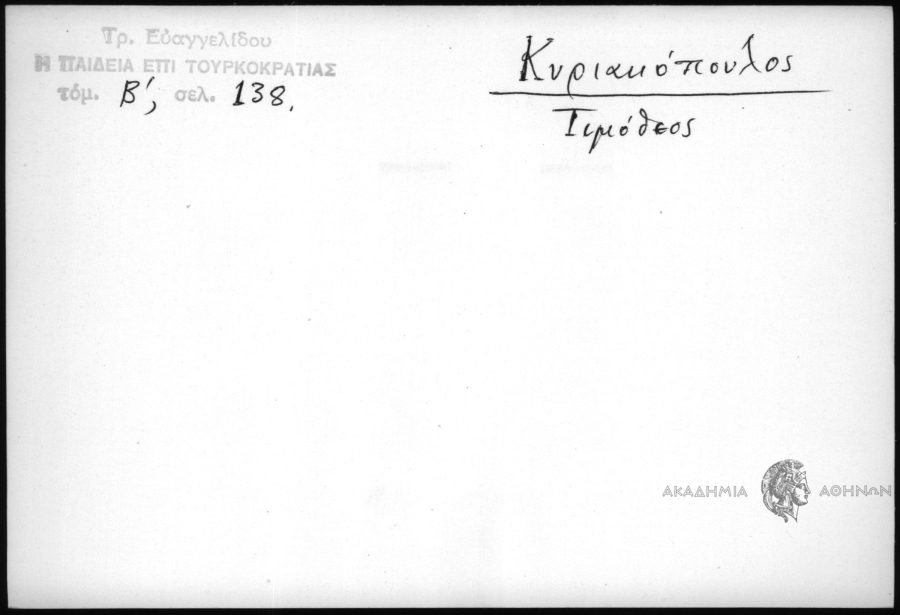 Τρ. Εὐαγγελίδου
Η ΠΑΙΔΕΙΑ ΕΠΙ ΤΟΥΡΚΟΚΡΑΤΙΑΣ
τόμ. Β΄, σελ. 138.
Κυριακόπουλος
Τιμόθεος
ΑΚΑΔΗΜΙΑ ΑΘΗΝΩΝ